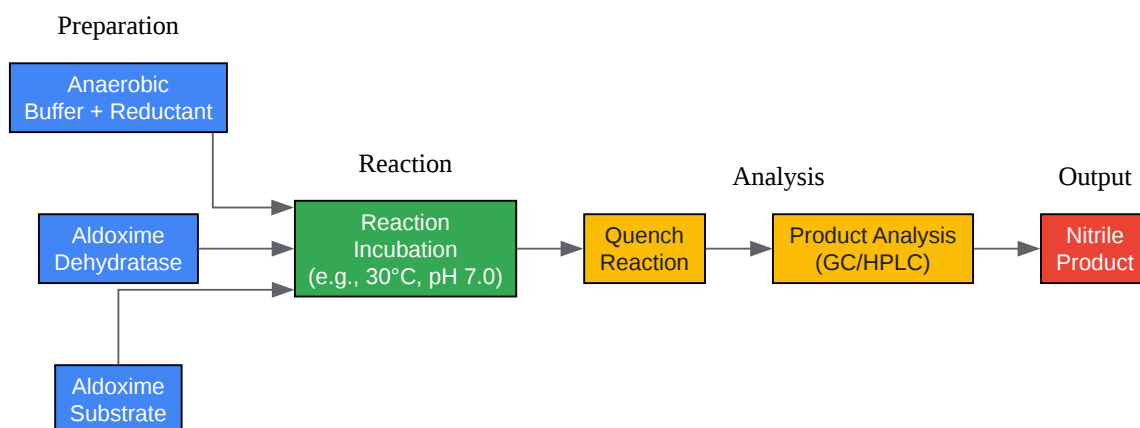 Preparation
Anaerobic
Buffer + Reductant
Reaction
Analysis
Output
Aldoxime
Dehydratase
Reaction
Incubation
(e.g., 30°C, pH 7.0)
Quench
Reaction
Product Analysis
(GC/HPLC)
Nitrile
Product
Aldoxime
Substrate